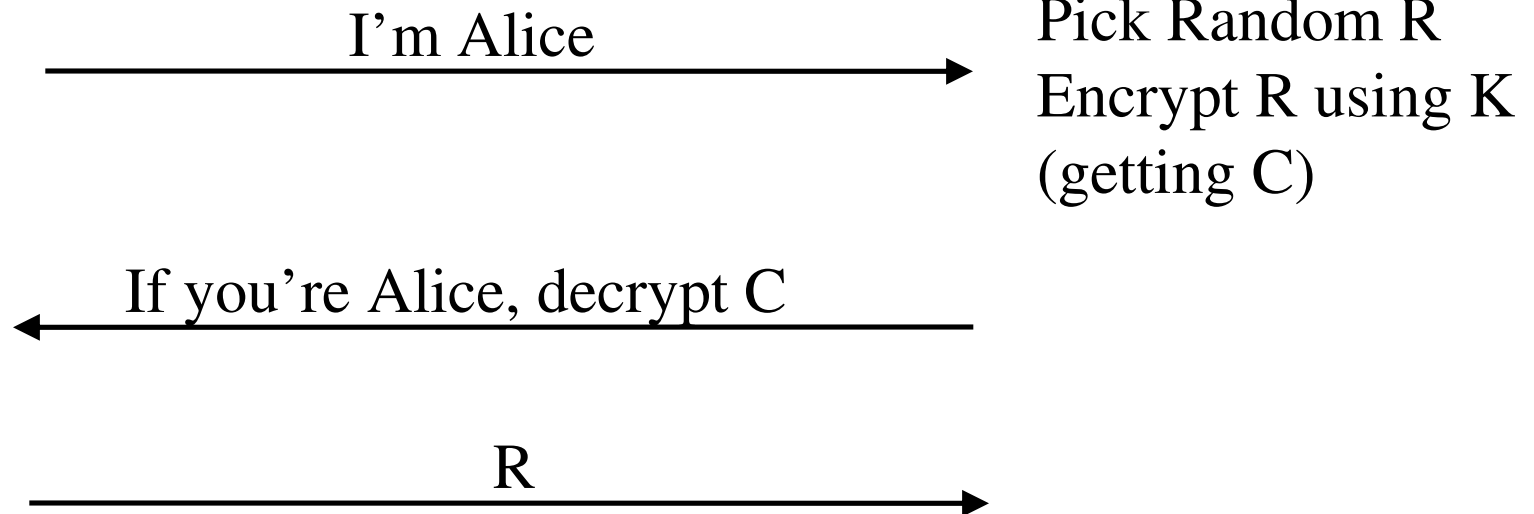 I'm Alice
Pick Random R
Encrypt R using K
(getting C)
If you're Alice, decrypt C
R